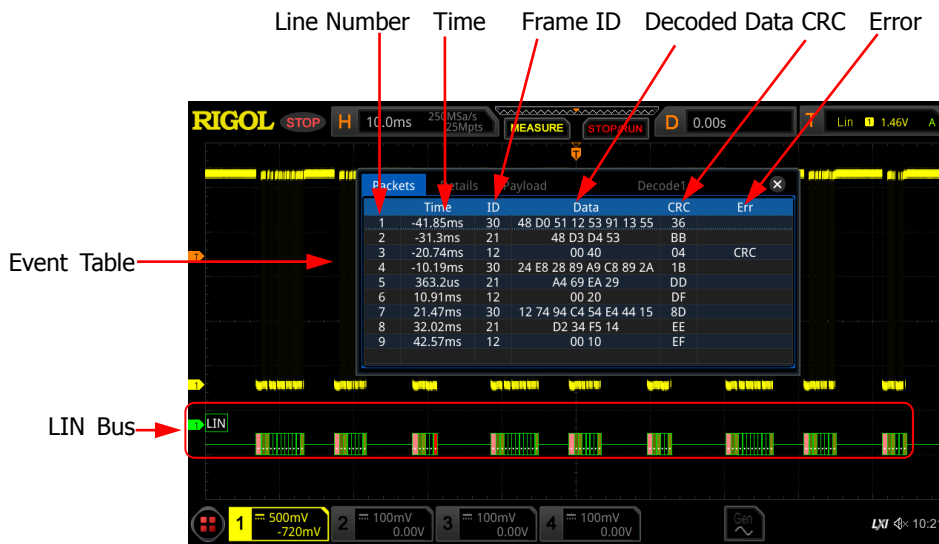 Line Number Time Frame ID Decoded Data CRC Error
RIGOL STOP H 10.0ms 250MSa/s 25Mpts MEASURE STOP/RUN D 0.00s T Lin 1 1.46V A
T
Packets Details Payload Decode1
Time ID Data CRC Err
1 -41.85ms 30 48 D0 51 12 53 91 13 55 36
2 -31.3ms 21 48 D3 D4 53 BB
3 -20.74ms 12 00 40 04 CRC
4 -10.19ms 30 24 E8 28 89 A9 C8 89 2A 1B
5 363.2us 21 A4 69 EA 29 DD
6 10.91ms 12 00 20 DF
7 21.47ms 30 12 74 94 C4 54 E4 44 15 8D
8 32.02ms 21 D2 34 F5 14 EE
9 42.57ms 12 00 10 EF
T
Event Table
1
LIN Bus
1 LIN
1 500mV -720mV 2 100mV 0.00V 3 100mV 0.00V 4 100mV 0.00V Gen LXI 10:2